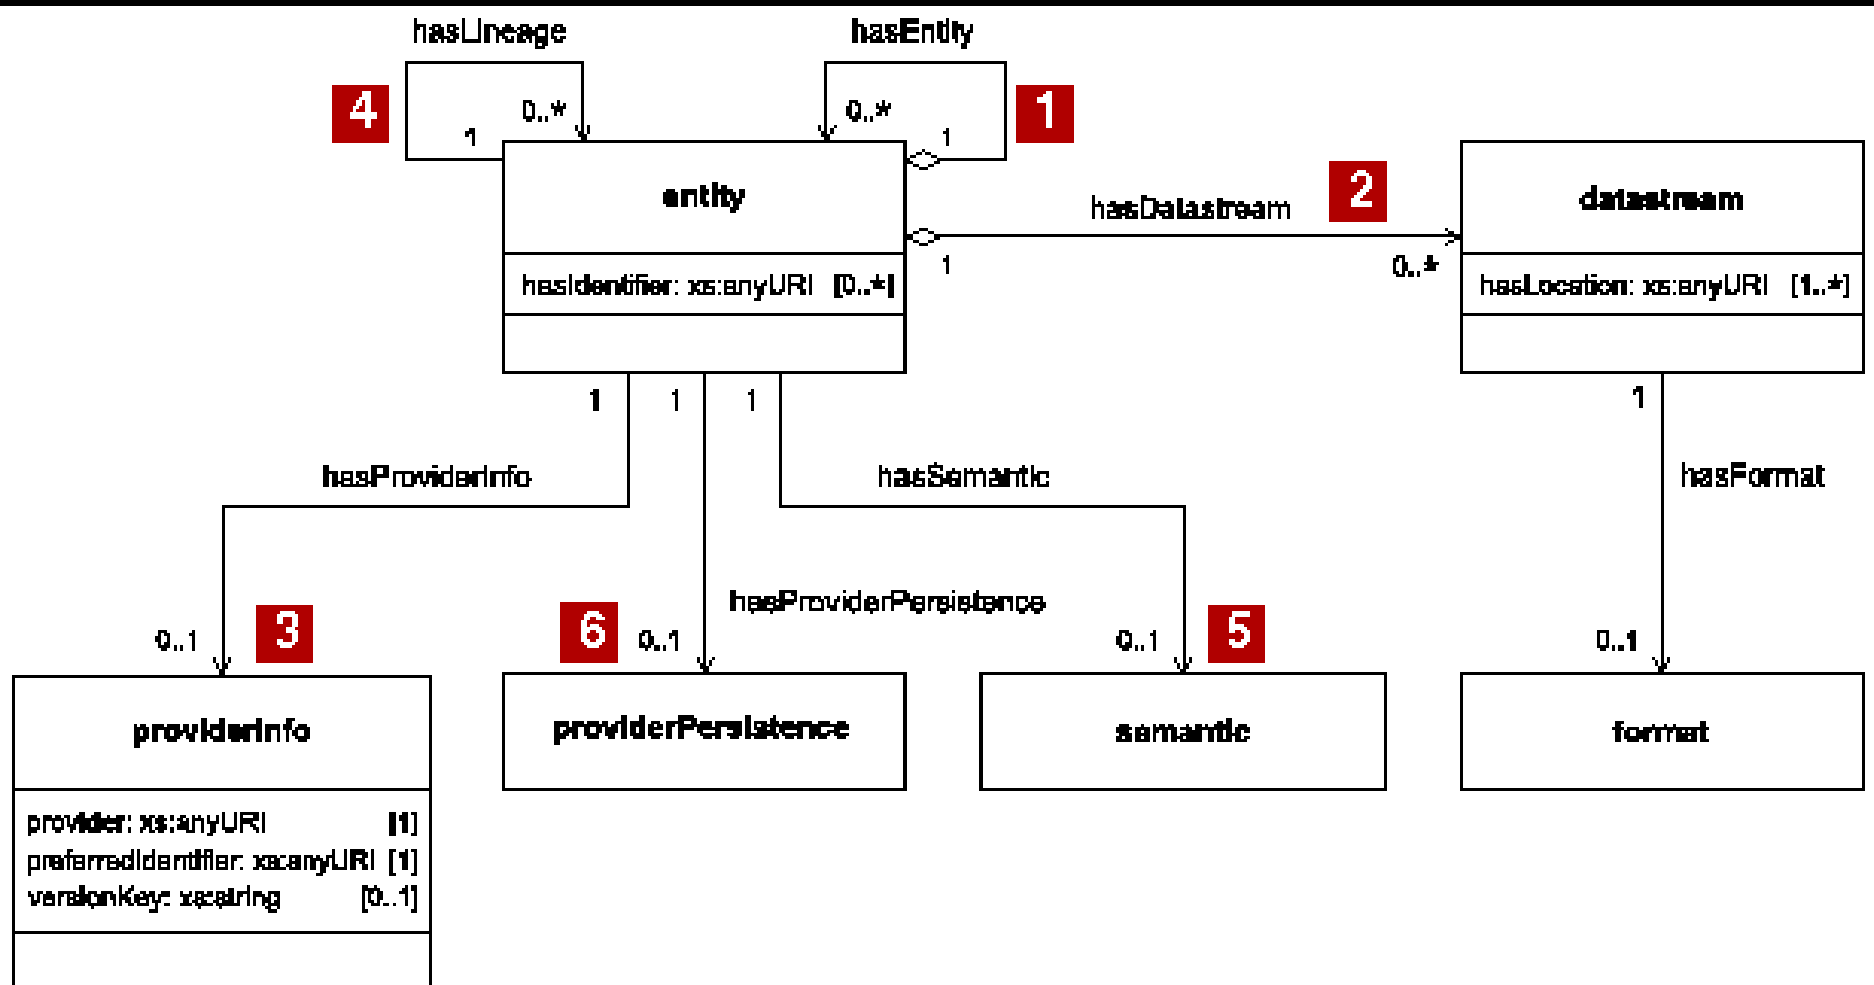 hasLineage hasEntity
4 0..* 0..* 1
1 1
entity
hasDatastream 2 datastream
1 0..*
hasIdentifier: xs:anyURI [0..*]
hasLocation: xs:anyURI [1..*]
1 1 1 1
hasProviderInfo hasSemantic hasFormat
hasProviderPersistence
0..1 3 6 0..1 0..1 5 0..1
providerInfo providerPersistence semantic format
provider: xs:anyURI [1]
preferredIdentifier: xs:anyURI [1]
versionKey: xs:string [0..1]